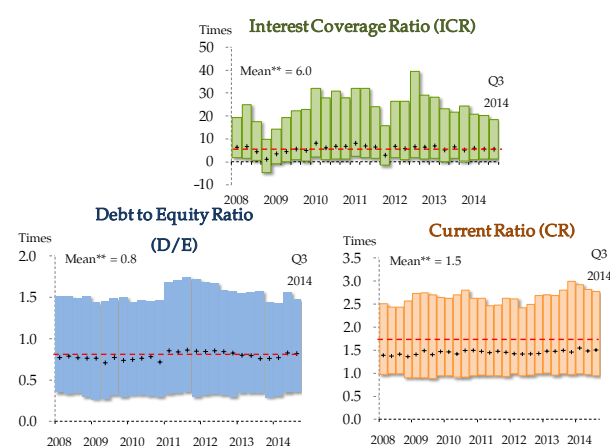 Interest Coverage Ratio (ICR)
Times
50
40
30
20
10
0
–10
Mean** = 6.0
Q3
2014
2008 2009 2010 2011 2012 2013 2014
Debt to Equity Ratio
(D/E)
Times
2.0
1.5
1.0
0.5
0.0
Mean** = 0.8
Q3
2014
2008 2009 2010 2011 2012 2013 2014
Current Ratio (CR)
Times
3.5
3.0
2.5
2.0
1.5
1.0
0.5
0.0
Mean** = 1.5
Q3
2014
2008 2009 2010 2011 2012 2013 2014